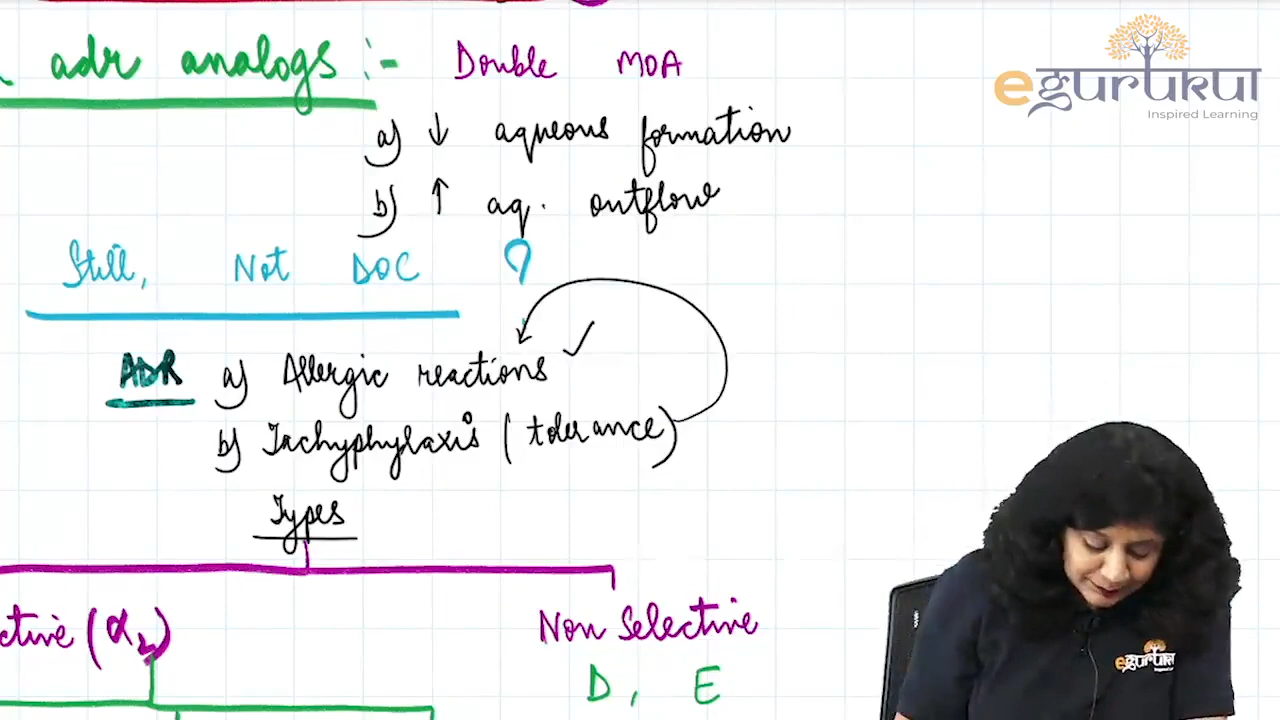 adr analogs :- Double MOA
a) ↓ aqueous formation
b) ↑ aq. outflow
Still, Not DOC ?
ADR a) Allergic reactions ✓
b) Tachyphylaxis (tolerance)
Types
ctive (α2)
Non Selective
D, E
egurukul
Inspired Learning
egurukul